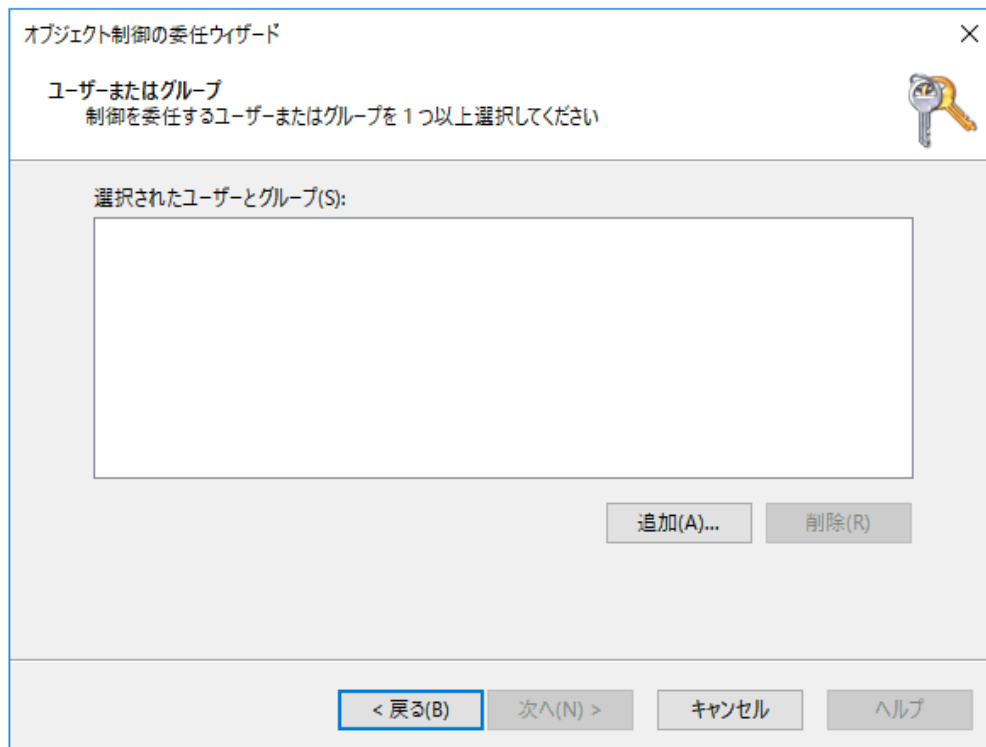 オブジェクト制御の委任ウィザード
ユーザーまたはグループ
制御を委任するユーザーまたはグループを 1 つ以上選択してください
選択されたユーザーとグループ(S):
追加(A)... 削除(R)
< 戻る(B) 次へ(N) > キャンセル ヘルプ